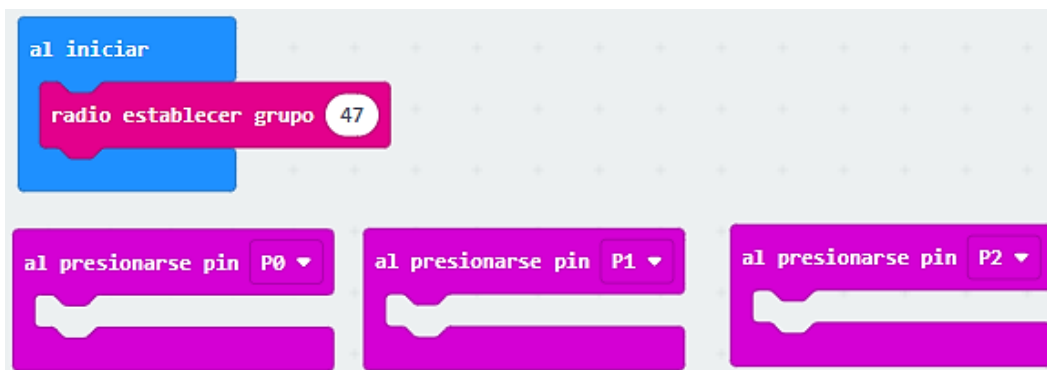 al iniciar
radio establecer grupo 47
al presionarse pin P0
al presionarse pin P1
al presionarse pin P2